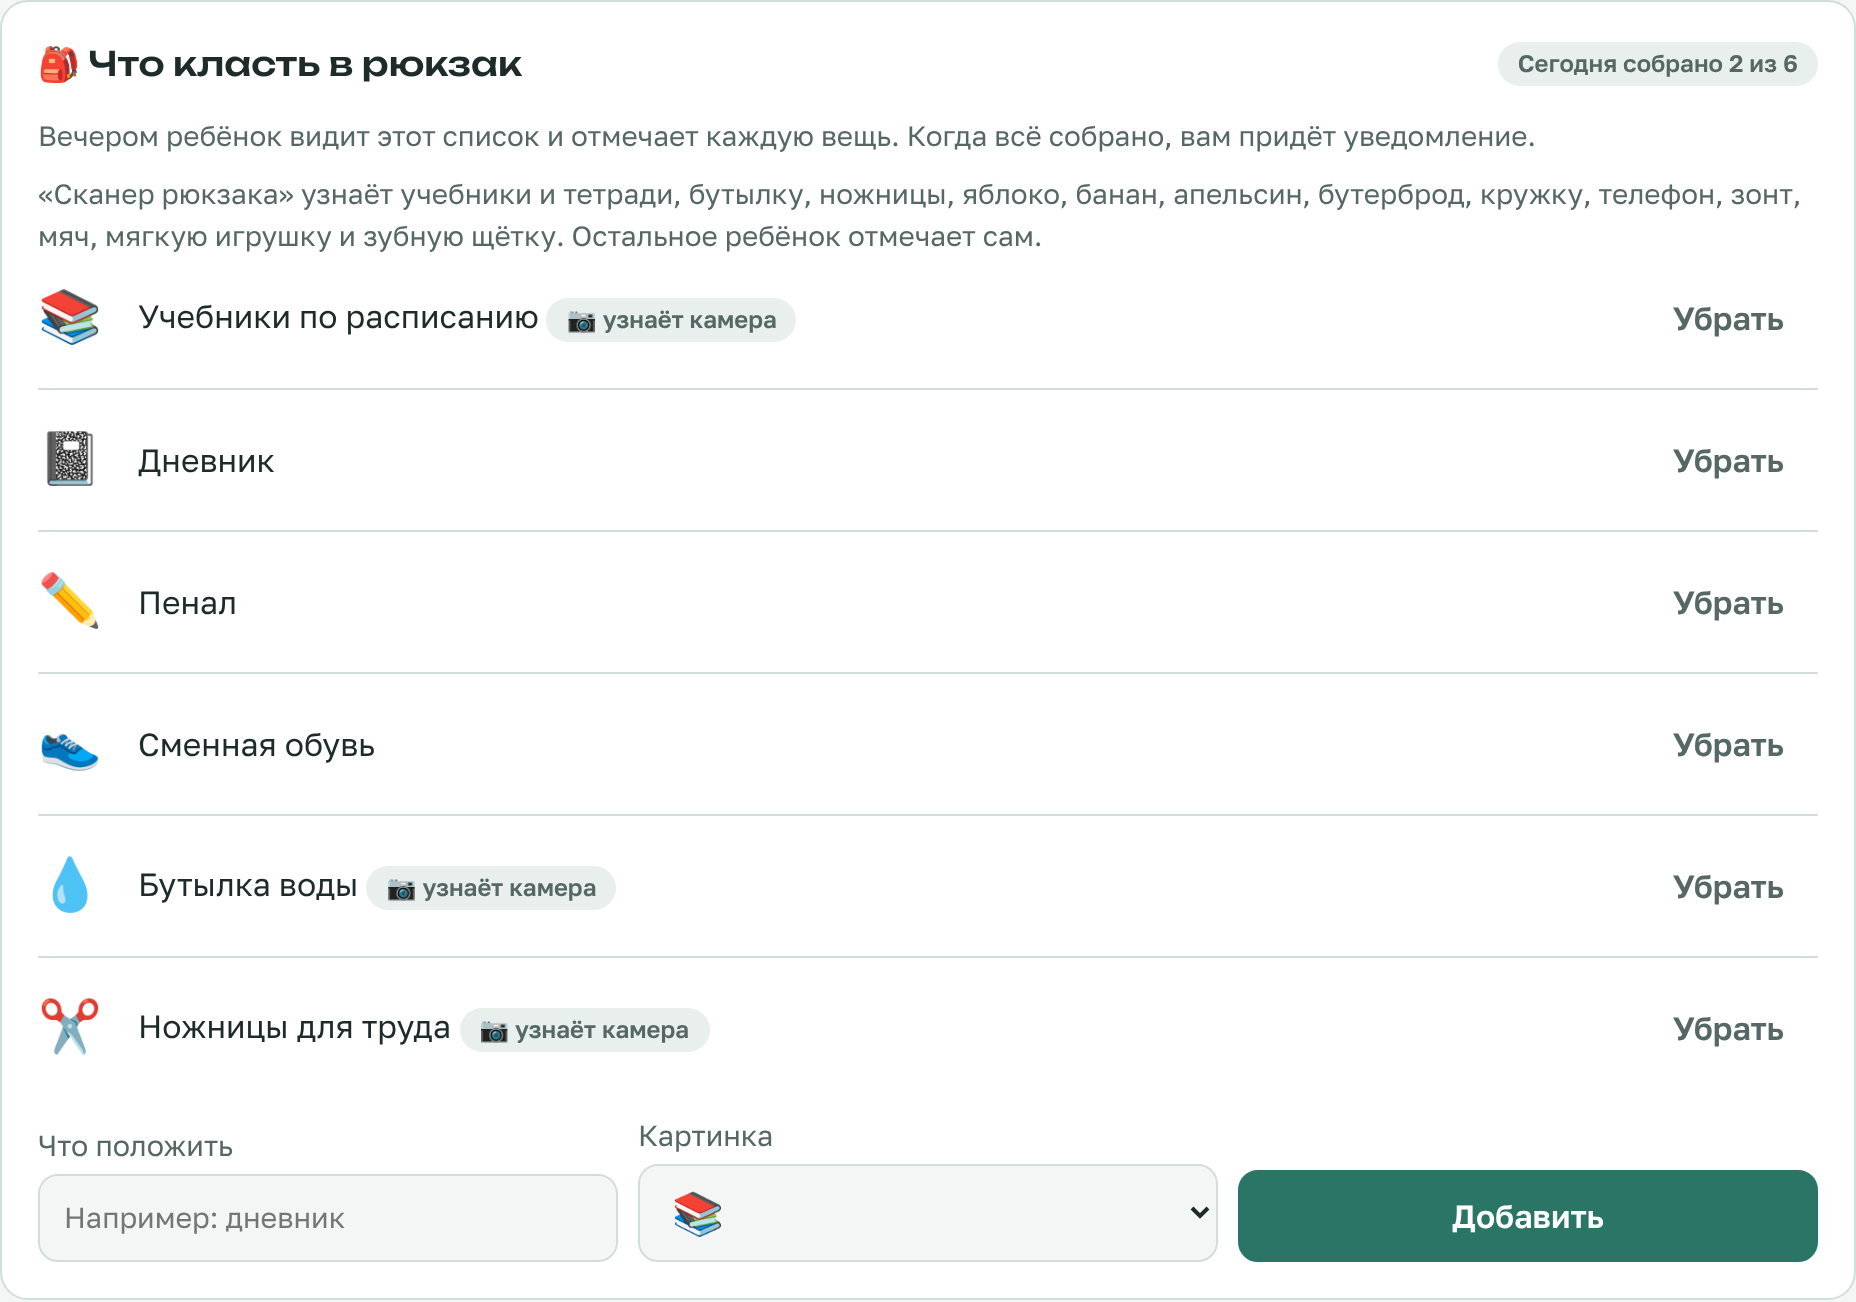 Что класть в рюкзак
Сегодня собрано 2 из 6
Вечером ребёнок видит этот список и отмечает каждую вещь. Когда всё собрано, вам придёт уведомление.
«Сканер рюкзака» узнаёт учебники и тетради, бутылку, ножницы, яблоко, банан, апельсин, бутерброд, кружку, телефон, зонт,
мяч, мягкую игрушку и зубную щётку. Остальное ребёнок отмечает сам.
Учебники по расписанию узнаёт камера Убрать
Дневник Убрать
Пенал Убрать
Сменная обувь Убрать
Бутылка воды узнаёт камера Убрать
Ножницы для труда узнаёт камера Убрать
Что положить
Картинка
Например: дневник
Добавить